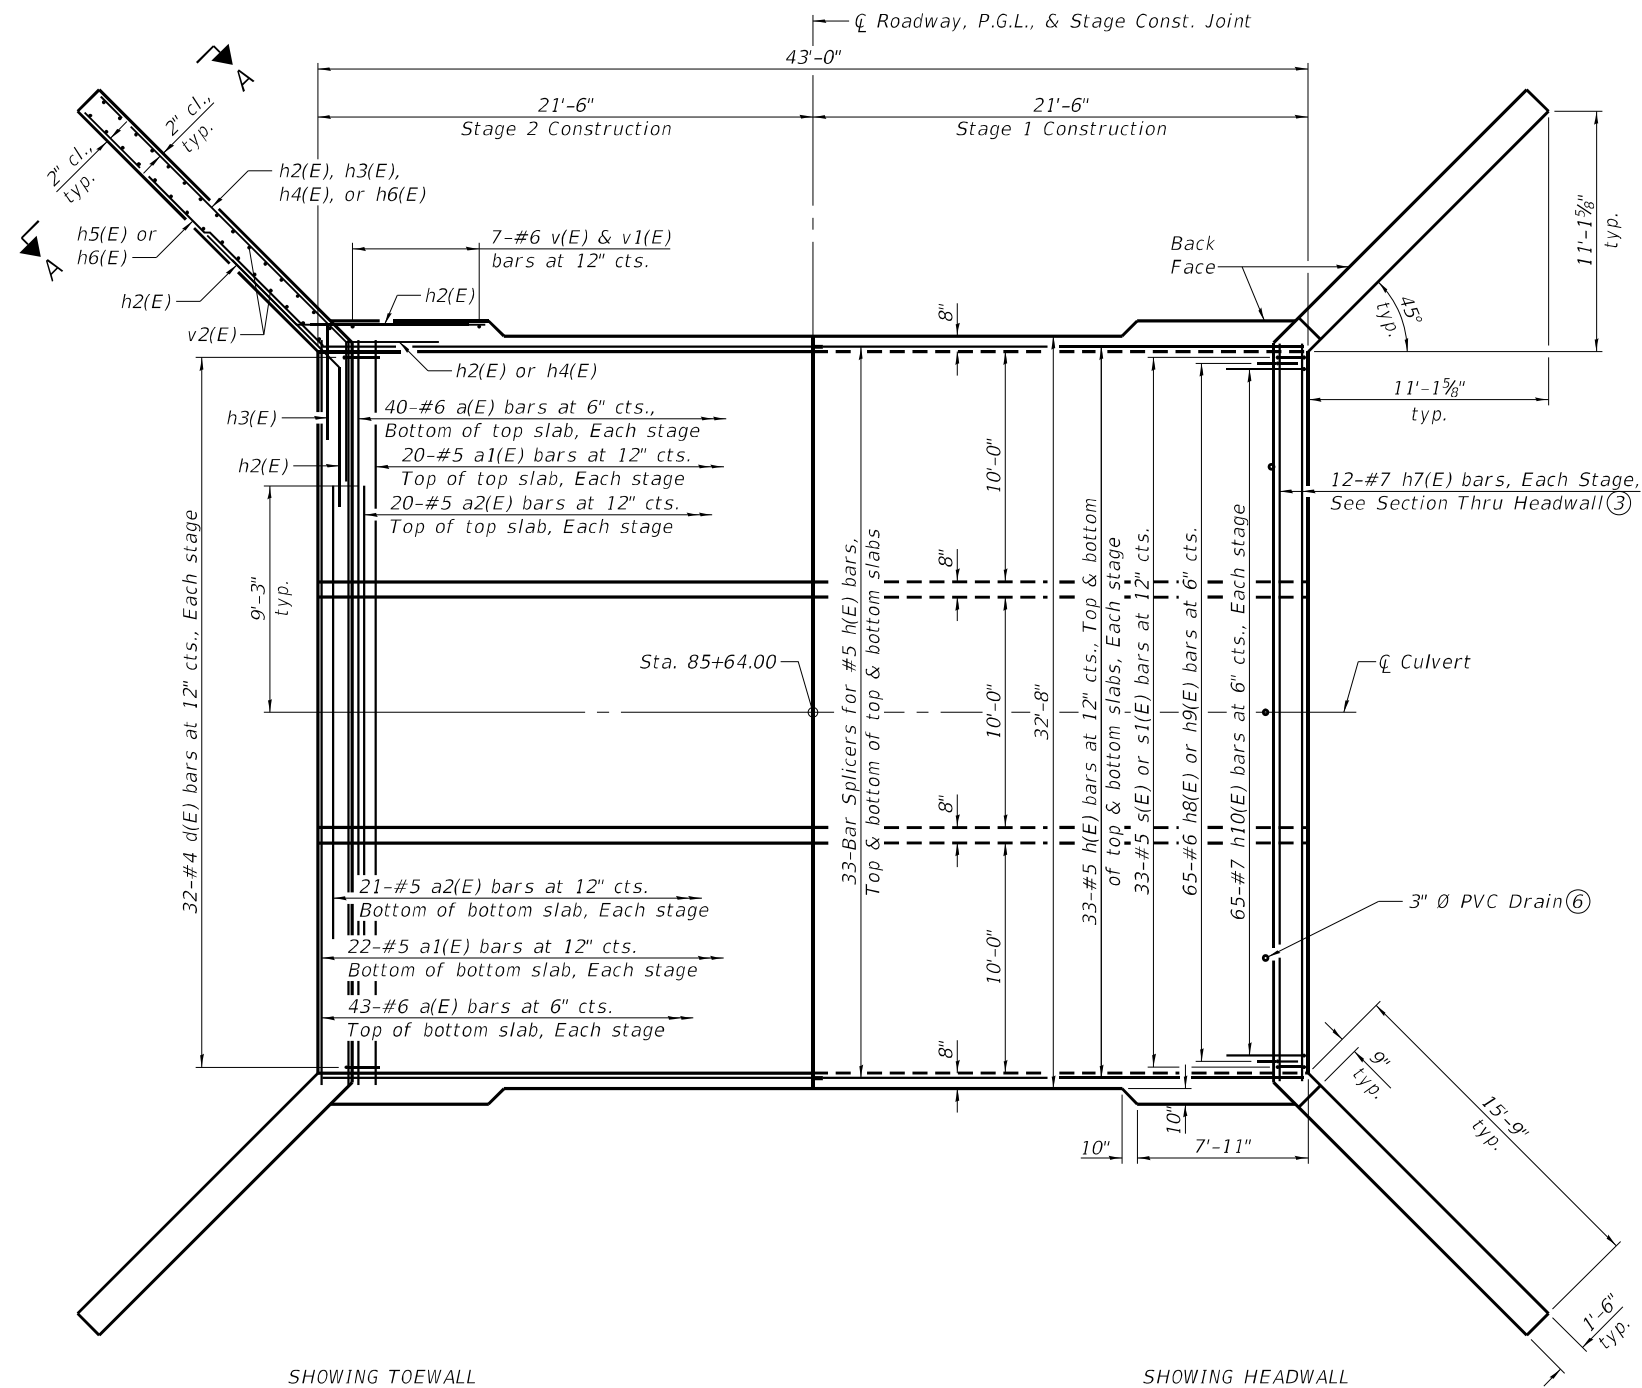 ℄ Roadway, P.G.L., & Stage Const. Joint
43'-0"
21'-6"
Stage 2 Construction
21'-6"
Stage 1 Construction
A
2" cl.,
typ.
2" cl.,
typ.
h2(E), h3(E),
h4(E), or h6(E)
h5(E) or
h6(E)
A
h2(E)
v2(E)
7-#6 v(E) & v1(E)
bars at 12" cts.
h2(E)
h2(E) or h4(E)
Back
Face
45°
typ.
11'-1⅝"
typ.
11'-1⅝"
typ.
8"
h3(E)
h2(E)
40-#6 a(E) bars at 6" cts.,
Bottom of top slab, Each stage
20-#5 a1(E) bars at 12" cts.
Top of top slab, Each stage
20-#5 a2(E) bars at 12" cts.
Top of top slab, Each stage
12-#7 h7(E) bars, Each Stage,
See Section Thru Headwall ③
32-#4 d(E) bars at 12" cts., Each stage
9'-3"
typ.
Sta. 85+64.00
33-Bar Splicers for #5 h(E) bars,
Top & bottom of top & bottom slabs
10'-0"
8"
10'-0"
8"
10'-0"
8"
32'-8"
33-#5 h(E) bars at 12" cts., Top & bottom
of top & bottom slabs, Each stage
33-#5 s(E) or s1(E) bars at 12" cts.
65-#6 h8(E) or h9(E) bars at 6" cts.
65-#7 h10(E) bars at 6" cts., Each stage
℄ Culvert
21-#5 a2(E) bars at 12" cts.
Bottom of bottom slab, Each stage
22-#5 a1(E) bars at 12" cts.
Bottom of bottom slab, Each stage
43-#6 a(E) bars at 6" cts.
Top of bottom slab, Each stage
3" Ø PVC Drain ⑥
9"
typ.
15'-9"
typ.
10"
10"
7'-11"
1'-6"
typ.
SHOWING TOEWALL
SHOWING HEADWALL